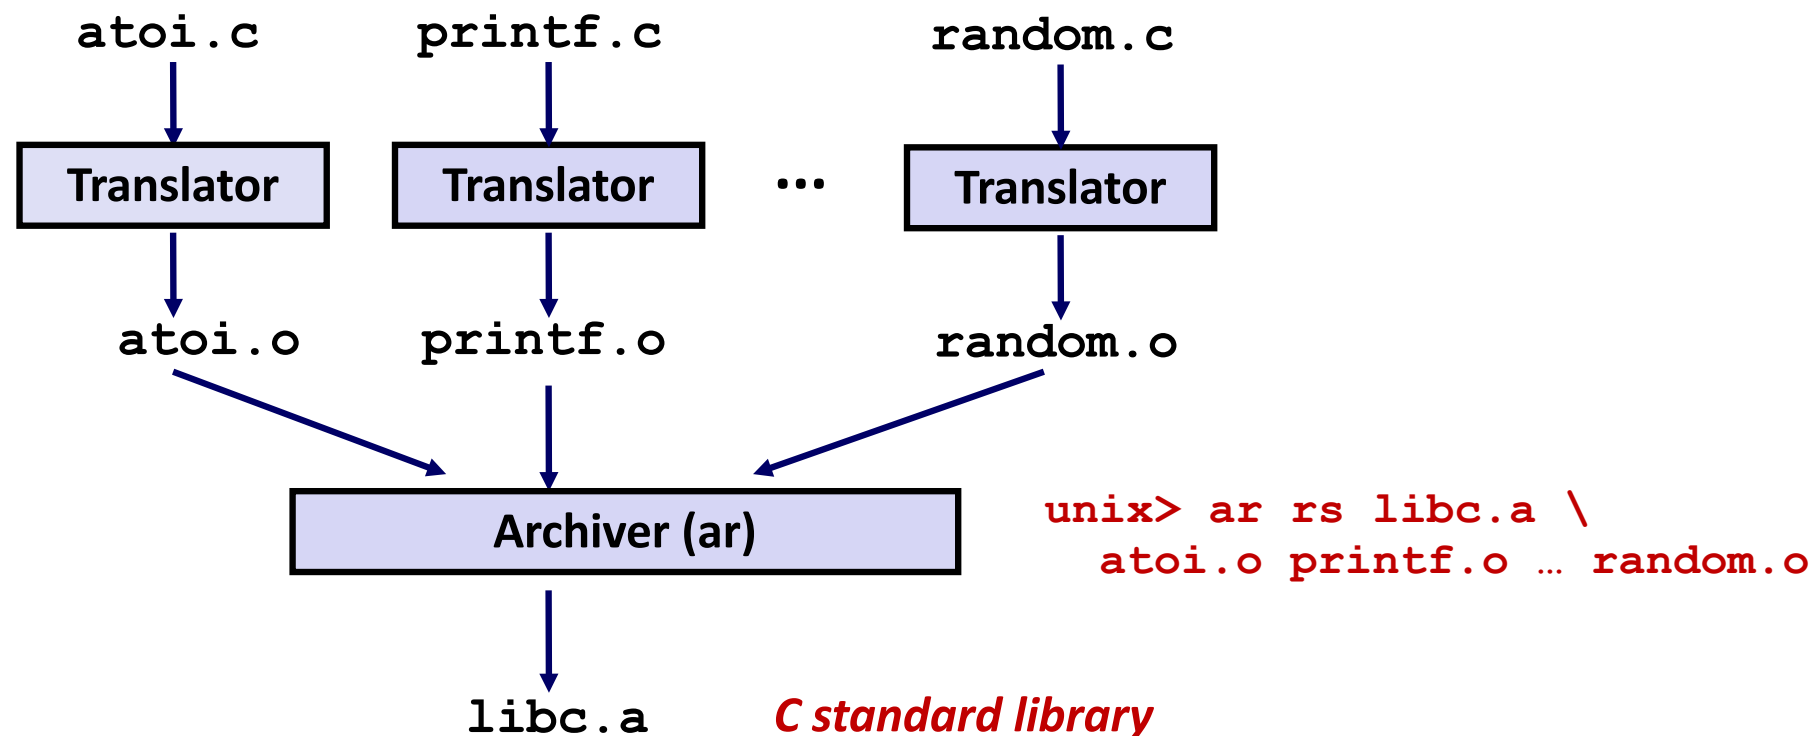 atoi.c printf.c random.c
Translator Translator ... Translator
atoi.o printf.o random.o
Archiver (ar)
unix> ar rs libc.a \
atoi.o printf.o … random.o
libc.a C standard library